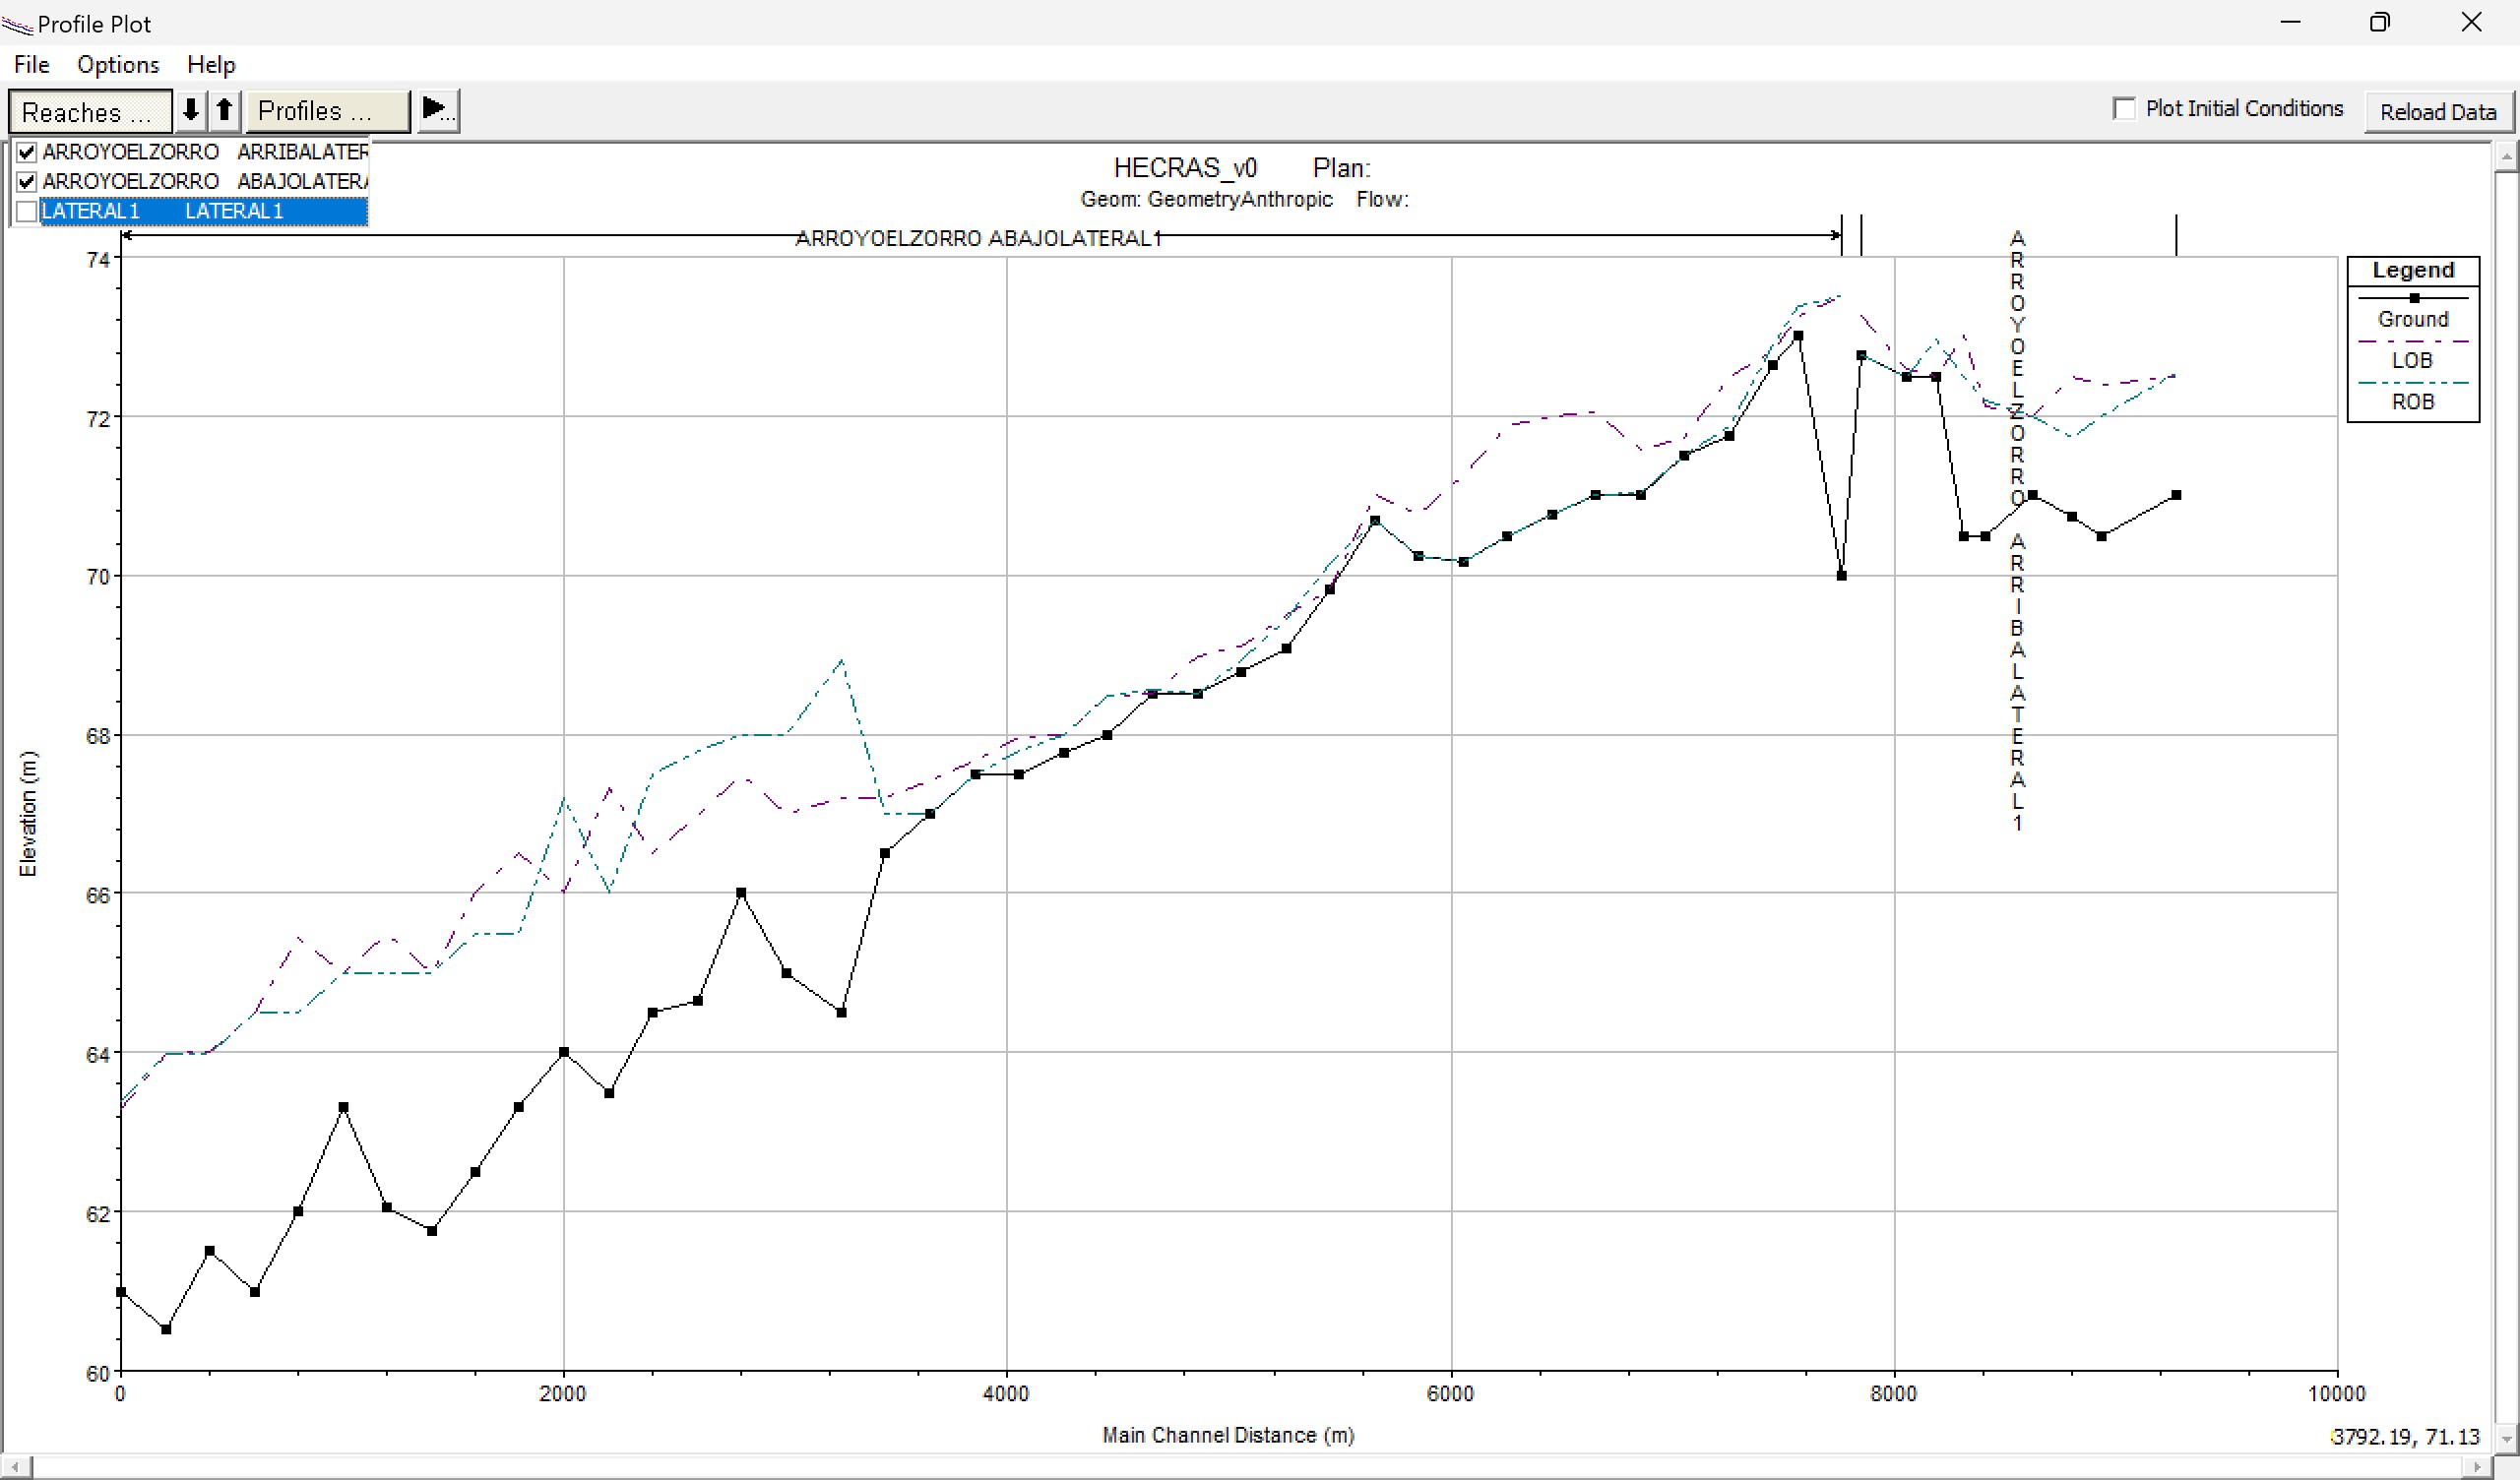 Profile Plot
File Options Help
Reaches ... Profiles ... ... Plot Initial Conditions Reload Data
ARROYOELZORRO ARRIBALATER
ARROYOELZORRO ABAJOLATERA
LATERAL1 LATERAL1
HECRAS_v0 Plan:
Geom: GeometryAnthropic Flow:
ARROYOELZORRO ABAJOLATERAL1
ARROYOELZORRO ARRIBALATERAL1
Legend
Ground
LOB
ROB
74
72
70
68
66
64
62
60
Elevation (m)
0 2000 4000 6000 8000 10000
Main Channel Distance (m)
3792.19, 71.13